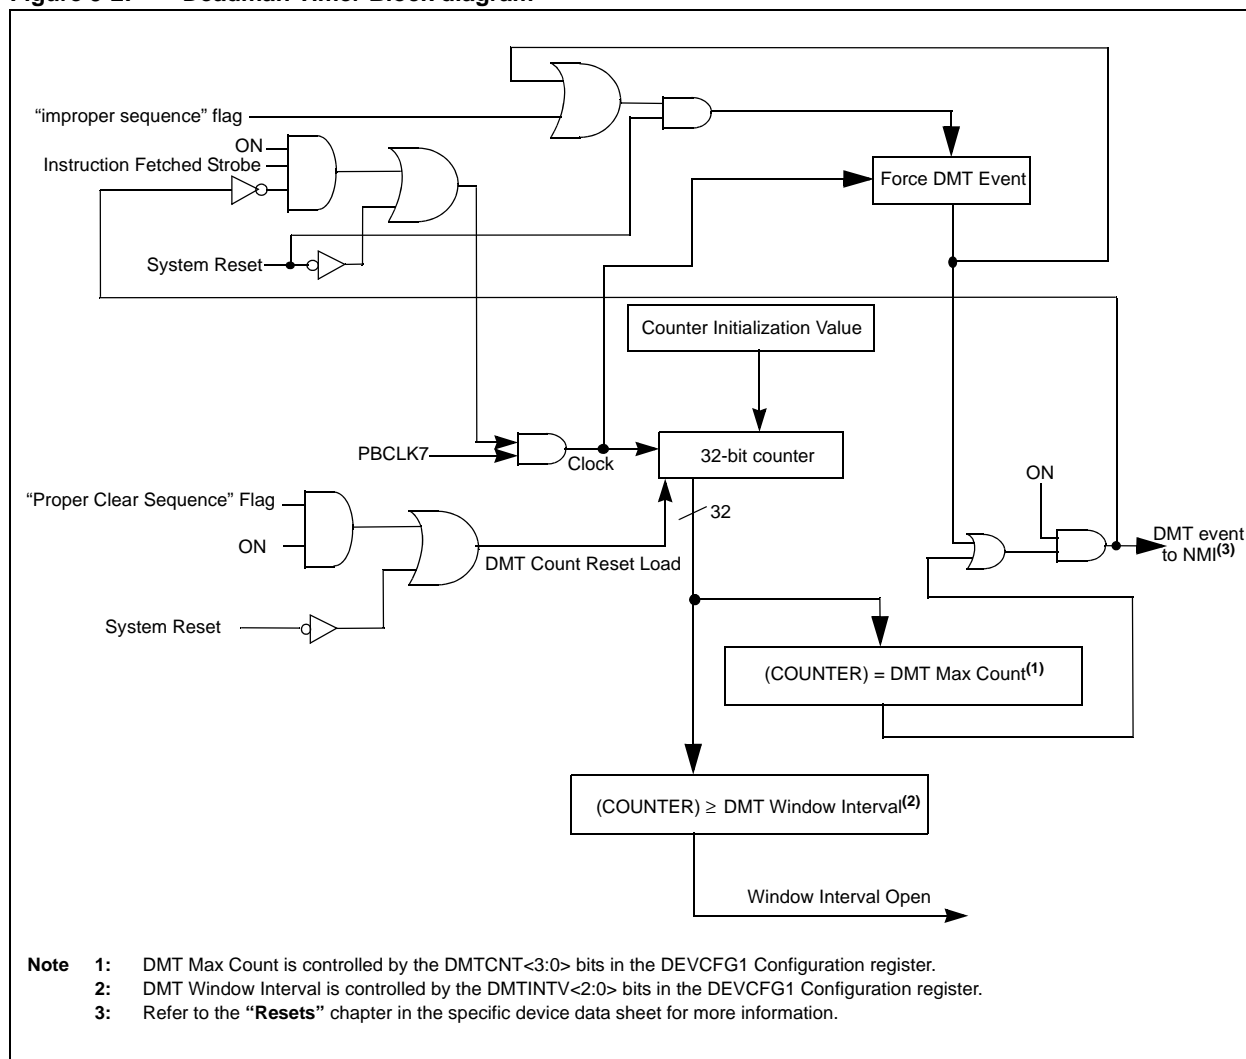 "improper sequence" flag
ON
Instruction Fetched Strobe
Force DMT Event
System Reset
Counter Initialization Value
PBCLK7
Clock
32-bit counter
ON
"Proper Clear Sequence" Flag
32
DMT event
to NMI(3)
ON
DMT Count Reset Load
System Reset
(COUNTER) = DMT Max Count(1)
(COUNTER) ≥ DMT Window Interval(2)
Window Interval Open
Note 1: DMT Max Count is controlled by the DMTCNT<3:0> bits in the DEVCFG1 Configuration register.
2: DMT Window Interval is controlled by the DMTINTV<2:0> bits in the DEVCFG1 Configuration register.
3: Refer to the "Resets" chapter in the specific device data sheet for more information.